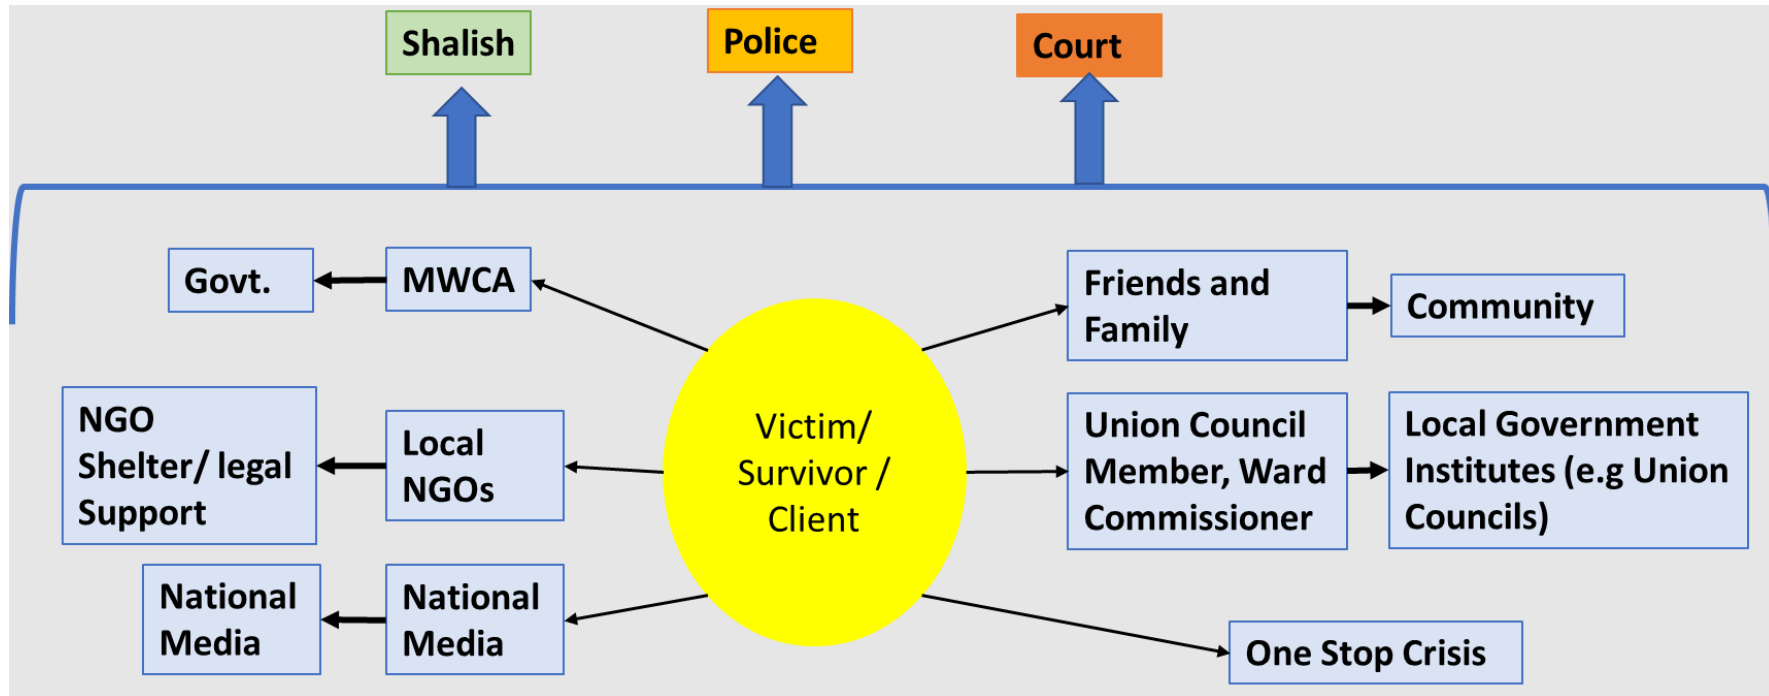 Shalish
Police
Court
Govt.
MWCA
Friends and
Family
Community
NGO
Shelter/ legal
Support
Local
NGOs
Victim/
Survivor /
Client
Union Council
Member, Ward
Commissioner
Local Government
Institutes (e.g Union
Councils)
National
Media
National
Media
One Stop Crisis